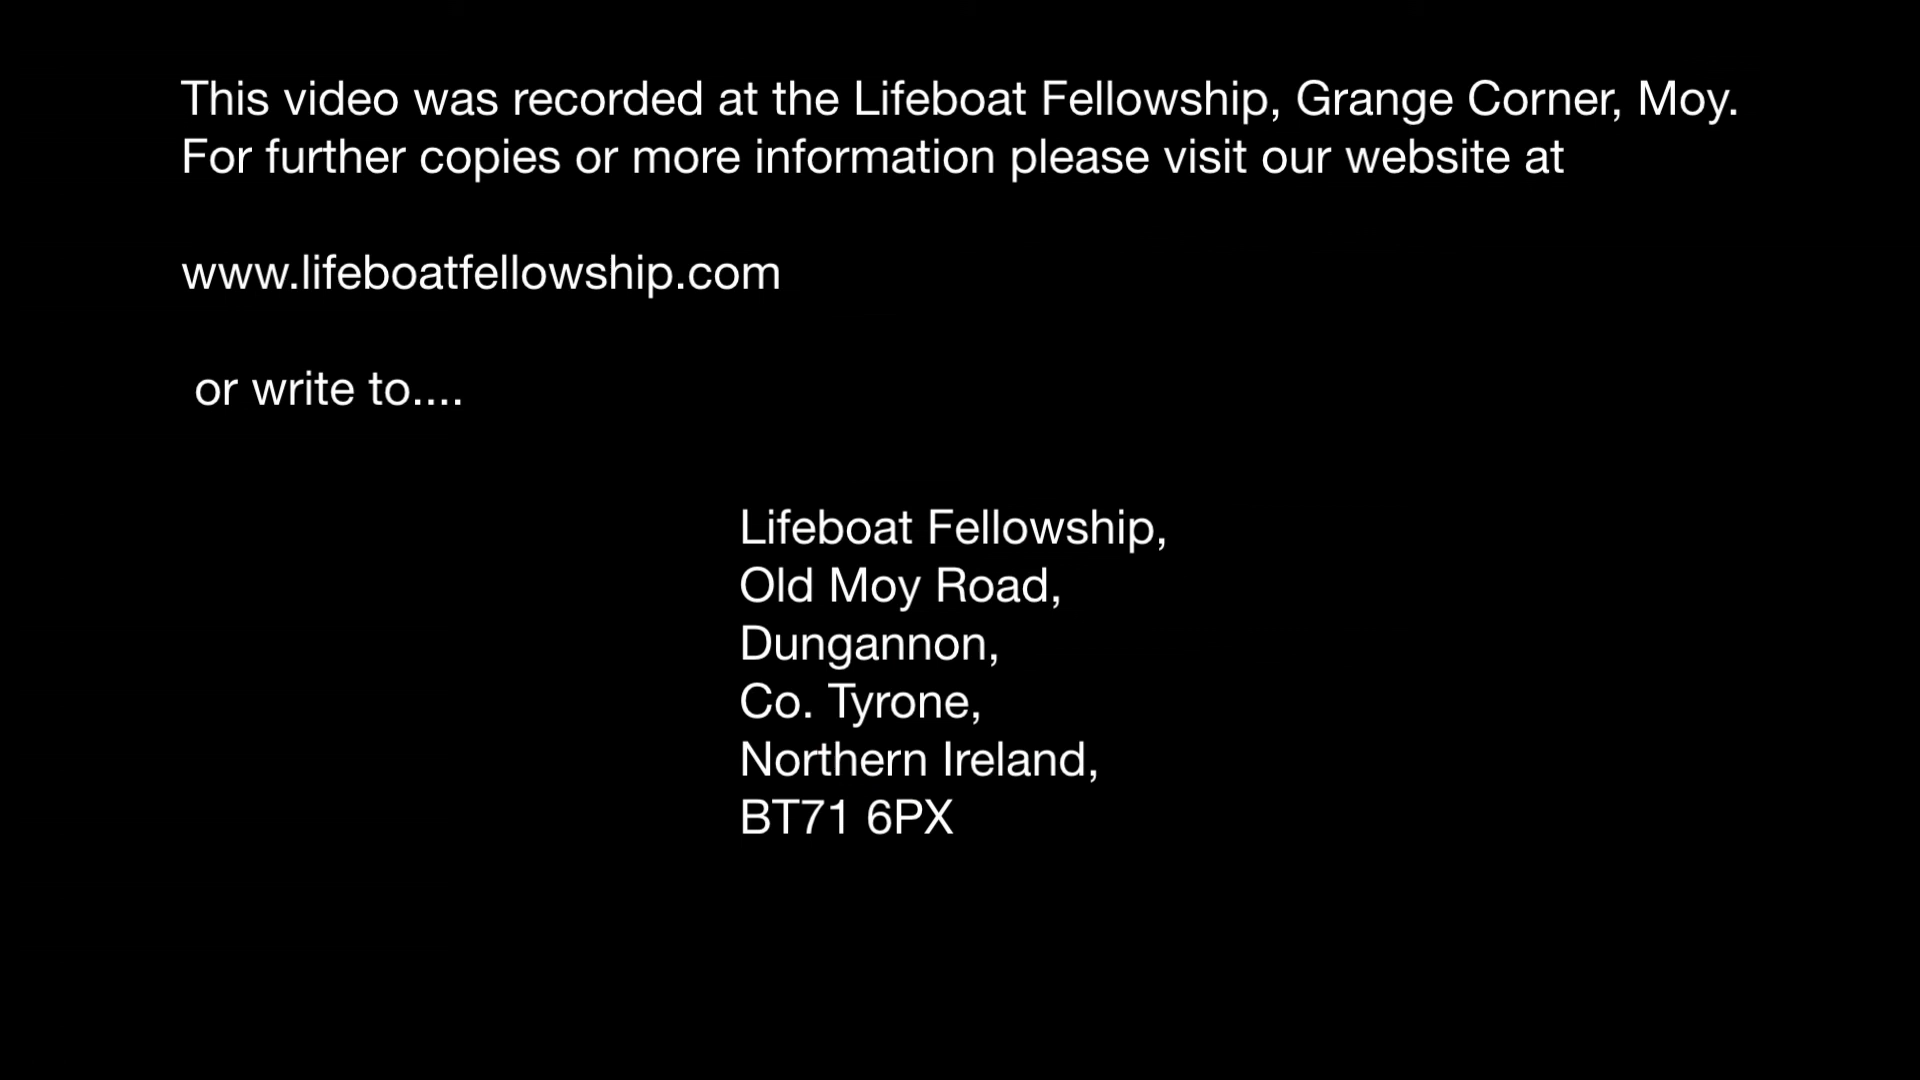 This video was recorded at the Lifeboat Fellowship, Grange Corner, Moy.
For further copies or more information please visit our website at
www.lifeboatfellowship.com
or write to....
Lifeboat Fellowship,
Old Moy Road,
Dungannon,
Co. Tyrone,
Northern Ireland,
BT71 6PX